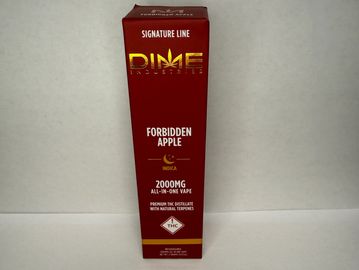 SIGNATURE LINE
DIME
INDUSTRIES
FORBIDDEN
APPLE
INDICA
2000MG
ALL-IN-ONE VAPE
PREMIUM THC DISTILLATE
WITH NATURAL TERPENES
!
THC